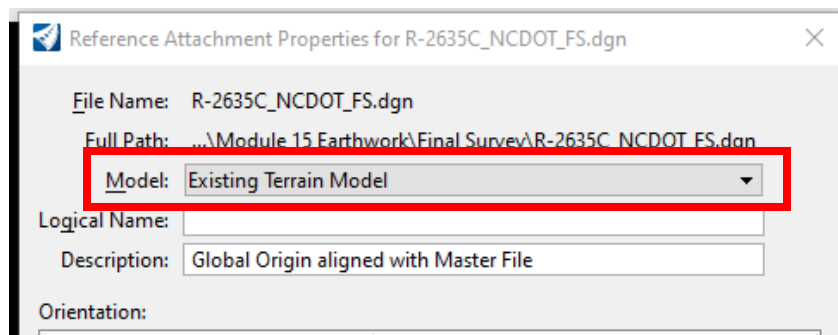 Reference Attachment Properties for R-2635C_NCDOT_FS.dgn
File Name: R-2635C_NCDOT_FS.dgn
Full Path: ...\Module 15 Earthwork\Final Survey\R-2635C_NCDOT_FS.dgn
Model: Existing Terrain Model
Logical Name:
Description: Global Origin aligned with Master File
Orientation: